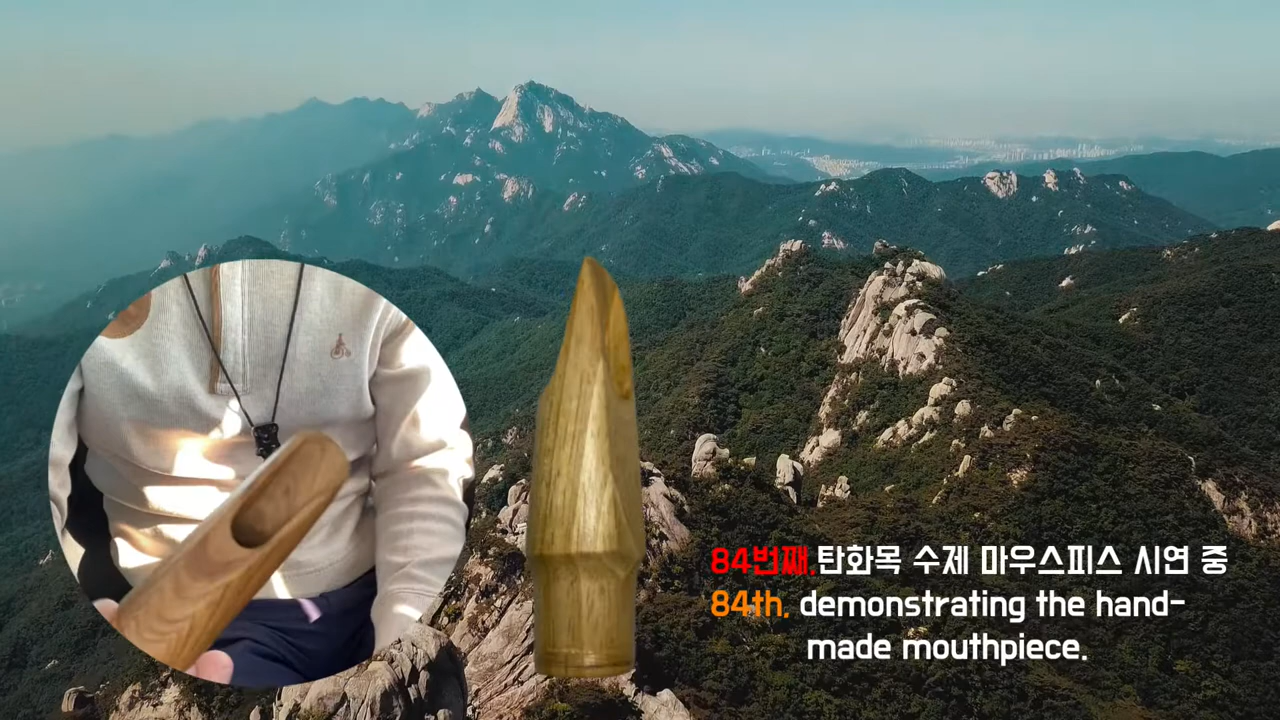 84번째.탄화목 수제 마우스피스 시연 중
84th. demonstrating the hand-
made mouthpiece.